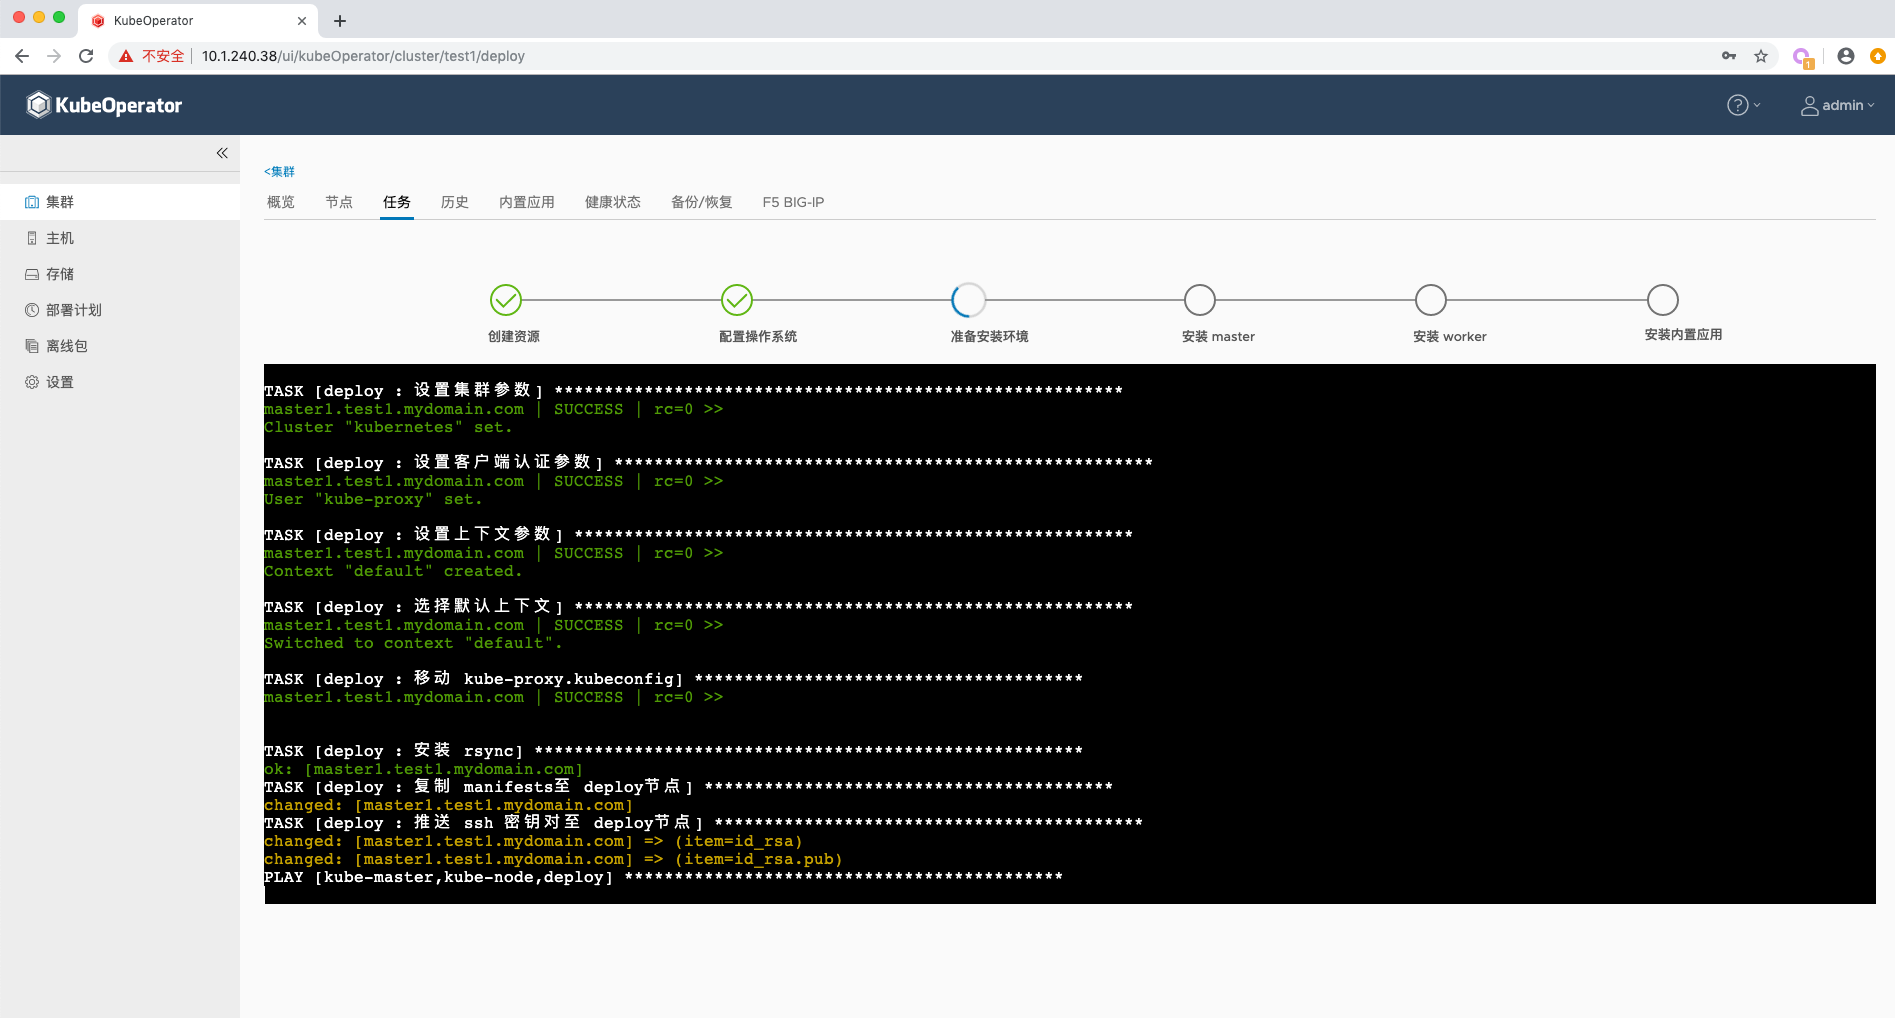 KubeOperator
不安全 10.1.240.38/ui/kubeOperator/cluster/test1/deploy
1
KubeOperator
? admin
<集群
概览 节点 任务 历史 内置应用 健康状态 备份/恢复 F5 BIG-IP
集群
主机
存储
部署计划
离线包
设置
创建资源 配置操作系统 准备安装环境 安装 master 安装 worker 安装内置应用
TASK [deploy : 设置集群参数] *********************************************************
master1.test1.mydomain.com | SUCCESS | rc=0 >>
Cluster "kubernetes" set.
TASK [deploy : 设置客户端认证参数] ******************************************************
master1.test1.mydomain.com | SUCCESS | rc=0 >>
User "kube-proxy" set.
TASK [deploy : 设置上下文参数] ********************************************************
master1.test1.mydomain.com | SUCCESS | rc=0 >>
Context "default" created.
TASK [deploy : 选择默认上下文] ********************************************************
master1.test1.mydomain.com | SUCCESS | rc=0 >>
Switched to context "default".
TASK [deploy : 移动 kube-proxy.kubeconfig] ***************************************
master1.test1.mydomain.com | SUCCESS | rc=0 >>
TASK [deploy : 安装 rsync] *******************************************************
ok: [master1.test1.mydomain.com]
TASK [deploy : 复制 manifests至 deploy节点] *****************************************
changed: [master1.test1.mydomain.com]
TASK [deploy : 推送 ssh 密钥对至 deploy节点] *******************************************
changed: [master1.test1.mydomain.com] => (item=id_rsa)
changed: [master1.test1.mydomain.com] => (item=id_rsa.pub)
PLAY [kube-master,kube-node,deploy] ********************************************